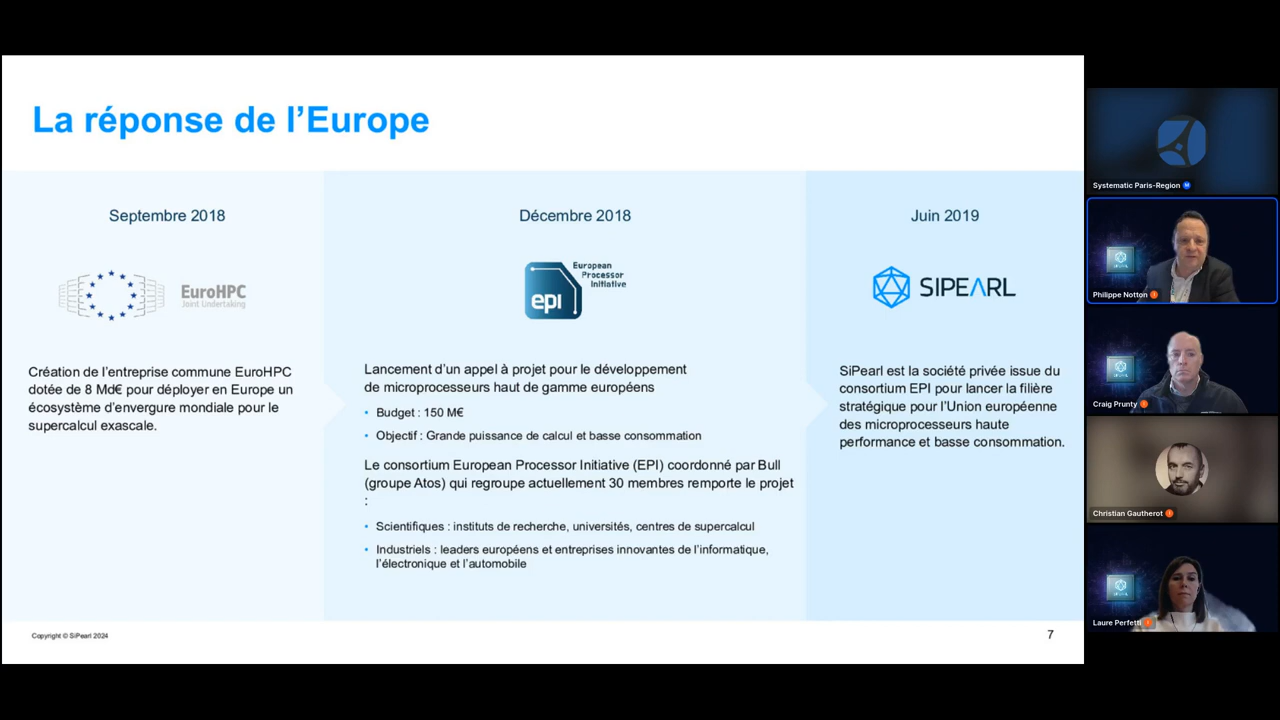 La réponse de l’Europe
Septembre 2018
EuroHPC
Joint Undertaking
Création de l’entreprise commune EuroHPC
dotée de 8 Md€ pour déployer en Europe un
écosystème d’envergure mondiale pour le
supercalcul exascale.
Décembre 2018
epi
European
Processor
Initiative
Lancement d’un appel à projet pour le développement
de microprocesseurs haut de gamme européens
• Budget : 150 M€
• Objectif : Grande puissance de calcul et basse consommation
Le consortium European Processor Initiative (EPI) coordonné par Bull
(groupe Atos) qui regroupe actuellement 30 membres remporte le projet
:
• Scientifiques : instituts de recherche, universités, centres de supercalcul
• Industriels : leaders européens et entreprises innovantes de l’informatique,
l’électronique et l’automobile
Juin 2019
SIPEARL
SiPearl est la société privée issue du
consortium EPI pour lancer la filière
stratégique pour l’Union européenne
des microprocesseurs haute
performance et basse consommation.
Copyright © SiPearl 2024
7
Systematic Paris-Region
SIPEARL
Philippe Notton
SIPEARL
Craig Prunty
Christian Gautherot
SIPEARL
Laure Perfetti